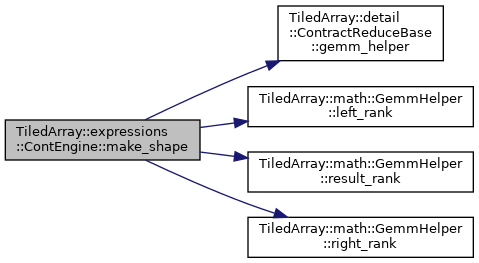 TiledArray::expressions
::ContEngine::make_shape
TiledArray::detail
::ContractReduceBase
::gemm_helper
TiledArray::math::GemmHelper
::left_rank
TiledArray::math::GemmHelper
::result_rank
TiledArray::math::GemmHelper
::right_rank